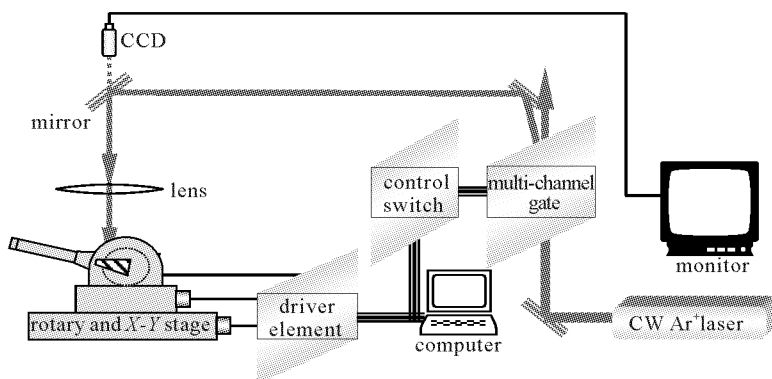 CCD
mirror
lens
control
switch
multi-channel
gate
monitor
rotary and X-Y stage
driver
element
computer
CW Ar⁺laser